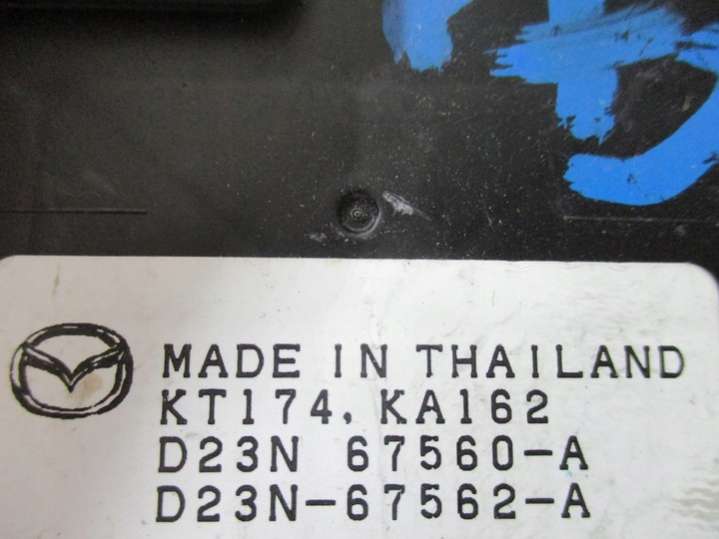 MADE IN THAILAND
KT174, KA162
D23N 67560-A
D23N-67562-A